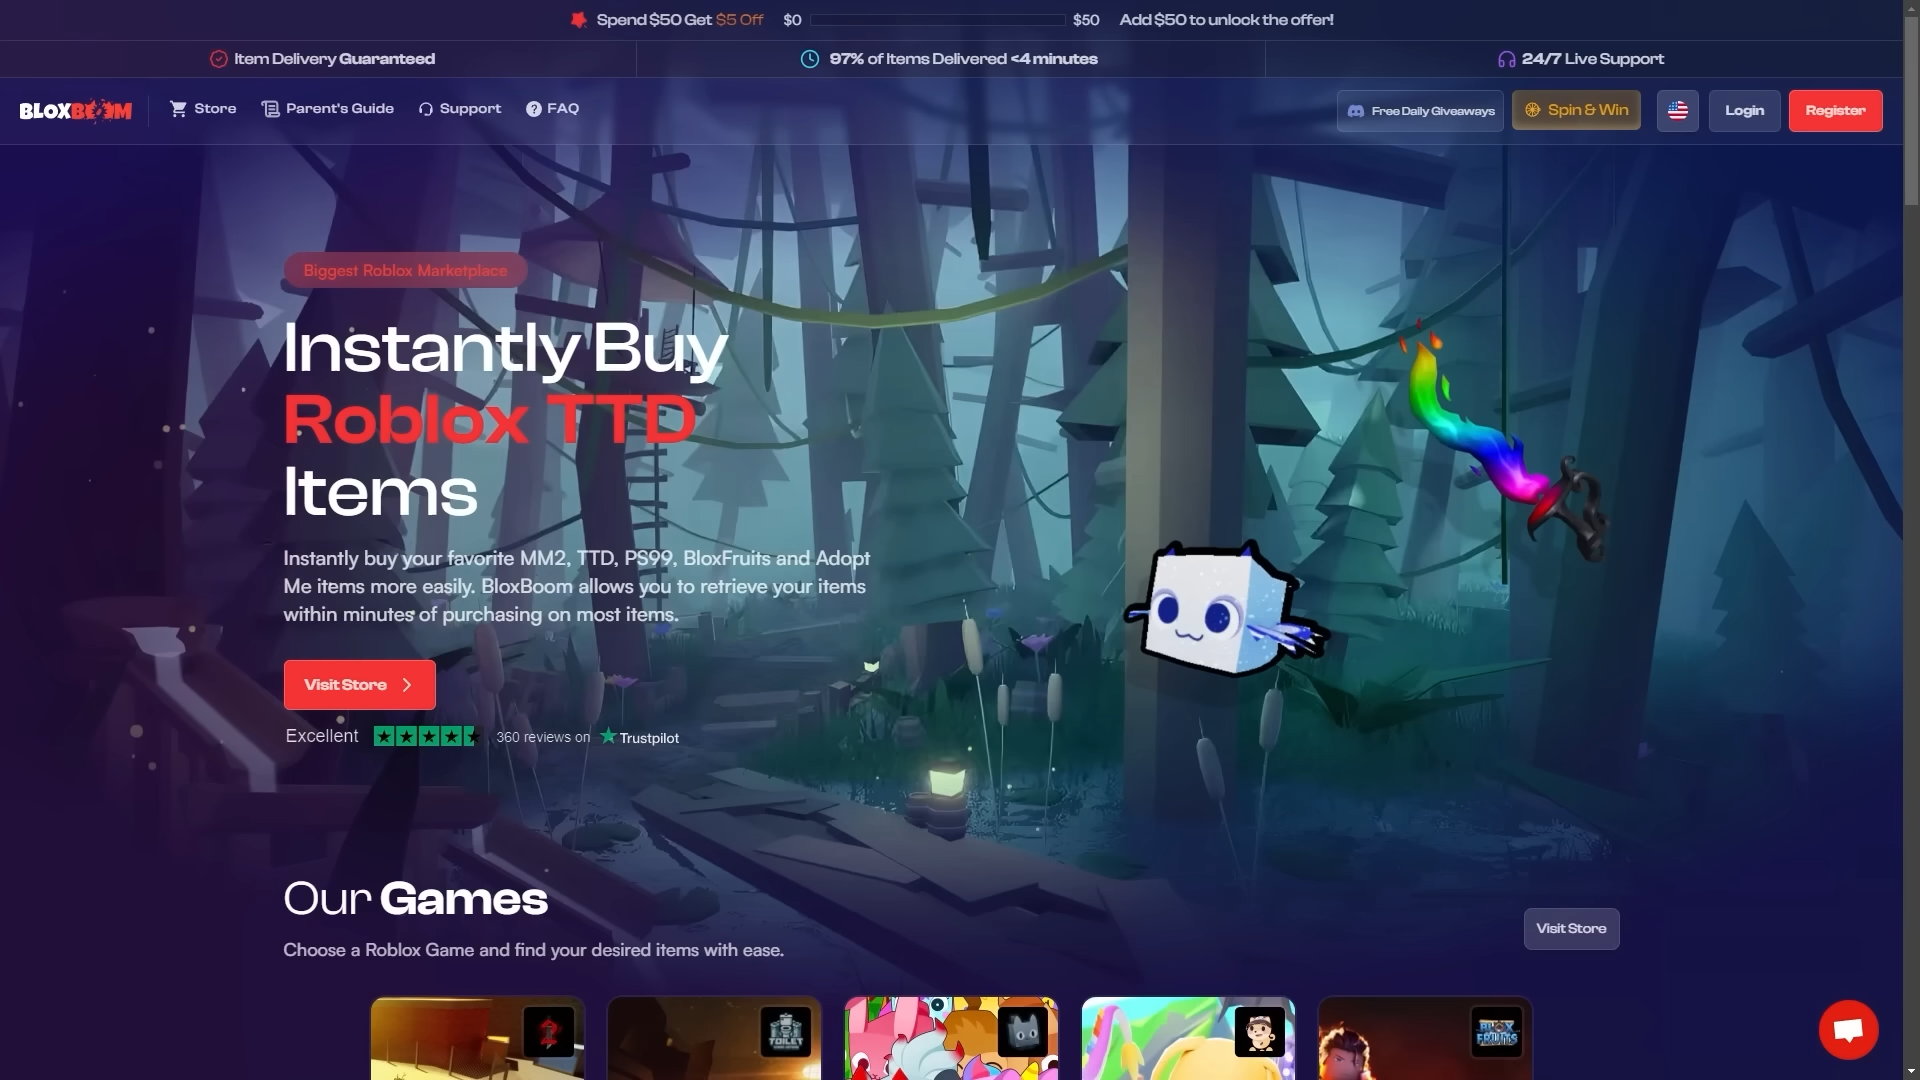 Spend $50 Get $5 Off $0 $50 Add $50 to unlock the offer!
Item Delivery Guaranteed
97% of Items Delivered <4 minutes
24/7 Live Support
BLOXBOOM
Store
Parent's Guide
Support
FAQ
Free Daily Giveaways
Spin & Win
Login
Register
Biggest Roblox Marketplace
Instantly Buy
Roblox TTD
Items
Instantly buy your favorite MM2, TTD, PS99, BloxFruits and Adopt
Me items more easily. BloxBoom allows you to retrieve your items
within minutes of purchasing on most items.
Visit Store
Excellent
360 reviews on
Trustpilot
Our Games
Choose a Roblox Game and find your desired items with ease.
Visit Store
2
TOILET
BLOX
FRUITS